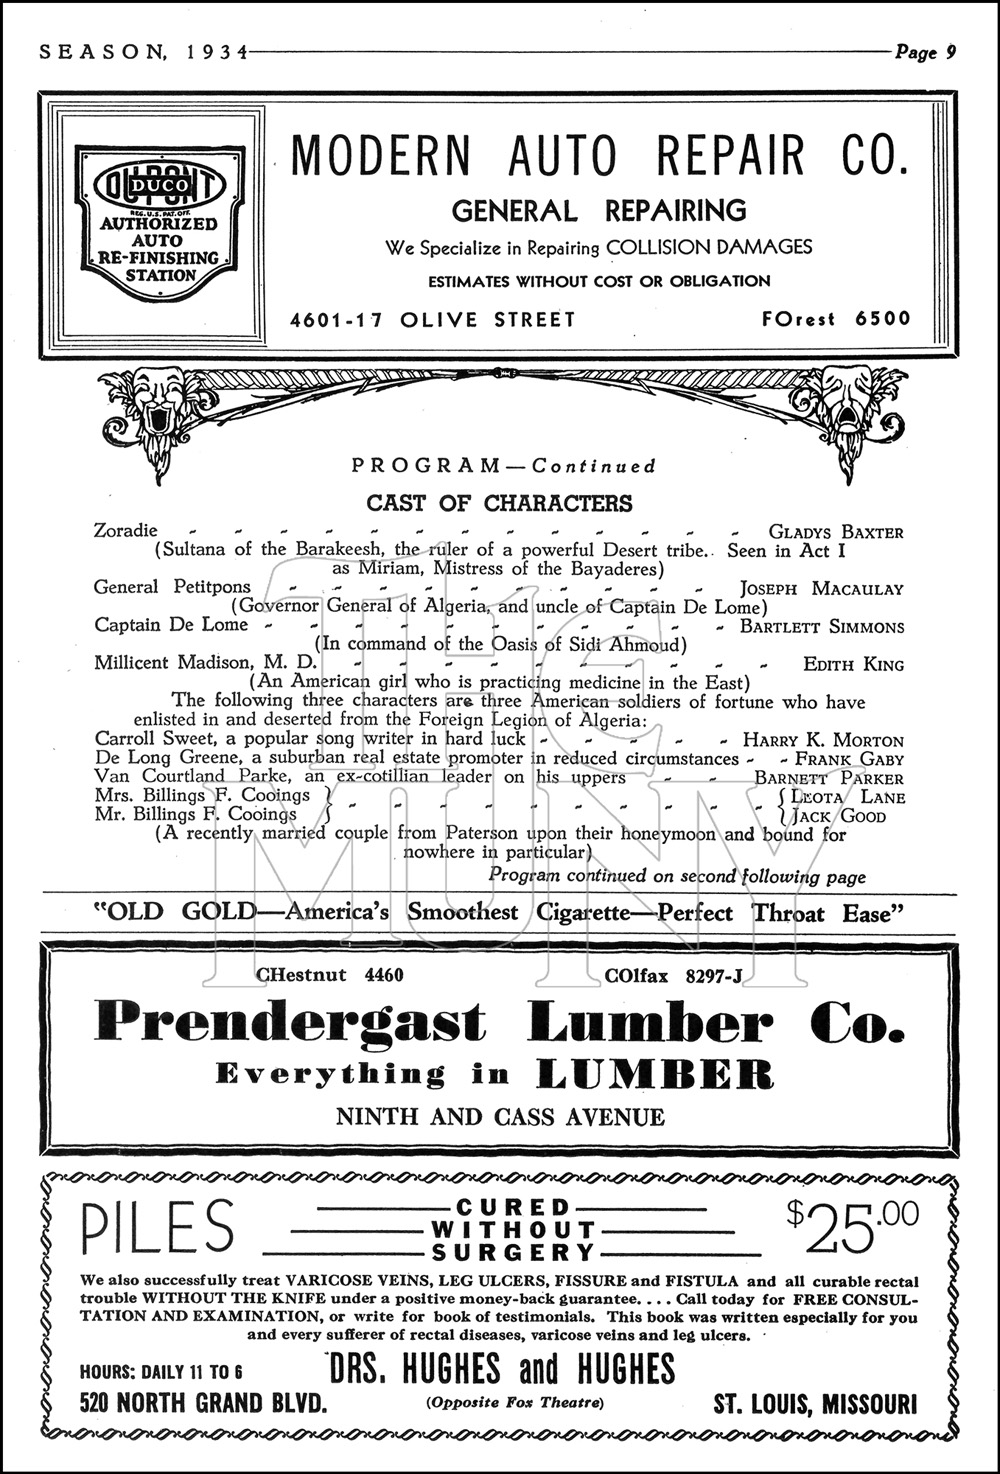 SEASON, 1934 Page 9
DUPONT
DUCO
REG. U.S. PAT. OFF.
AUTHORIZED
AUTO
RE-FINISHING
STATION
MODERN AUTO REPAIR CO.
GENERAL REPAIRING
We Specialize in Repairing COLLISION DAMAGES
ESTIMATES WITHOUT COST OR OBLIGATION
4601-17 OLIVE STREET FOrest 6500
PROGRAM—Continued
CAST OF CHARACTERS
Zoradie - - - - - - - - - - - - - GLADYS BAXTER
(Sultana of the Barakeesh, the ruler of a powerful Desert tribe. Seen in Act I
as Miriam, Mistress of the Bayaderes)
General Petitpons - - - - - - - - - - JOSEPH MACAULAY
(Governor General of Algeria, and uncle of Captain De Lome)
Captain De Lome - - - - - - - - - - - BARTLETT SIMMONS
(In command of the Oasis of Sidi Ahmoud)
Millicent Madison, M. D. - - - - - - - - - - EDITH KING
(An American girl who is practicing medicine in the East)
The following three characters are three American soldiers of fortune who have
enlisted in and deserted from the Foreign Legion of Algeria:
Carroll Sweet, a popular song writer in hard luck - - - - - HARRY K. MORTON
De Long Greene, a suburban real estate promoter in reduced circumstances - - FRANK GABY
Van Courtland Parke, an ex-cotillian leader on his uppers - - BARNETT PARKER
Mrs. Billings F. Cooings } { LEOTA LANE
Mr. Billings F. Cooings } - - - - - - - - - - { JACK GOOD
(A recently married couple from Paterson upon their honeymoon and bound for
nowhere in particular)
Program continued on second following page
THE
MUNY
"OLD GOLD—America's Smoothest Cigarette—Perfect Throat Ease"
CHestnut 4460 COlfax 8297-J
Prendergast Lumber Co.
Everything in LUMBER
NINTH AND CASS AVENUE
PILES CURED WITHOUT SURGERY $25.00
We also successfully treat VARICOSE VEINS, LEG ULCERS, FISSURE and FISTULA and all curable rectal
trouble WITHOUT THE KNIFE under a positive money-back guarantee. . . . Call today for FREE CONSUL-
TATION AND EXAMINATION, or write for book of testimonials. This book was written especially for you
and every sufferer of rectal diseases, varicose veins and leg ulcers.
HOURS: DAILY 11 TO 6 DRS. HUGHES and HUGHES
520 NORTH GRAND BLVD. (Opposite Fox Theatre) ST. LOUIS, MISSOURI